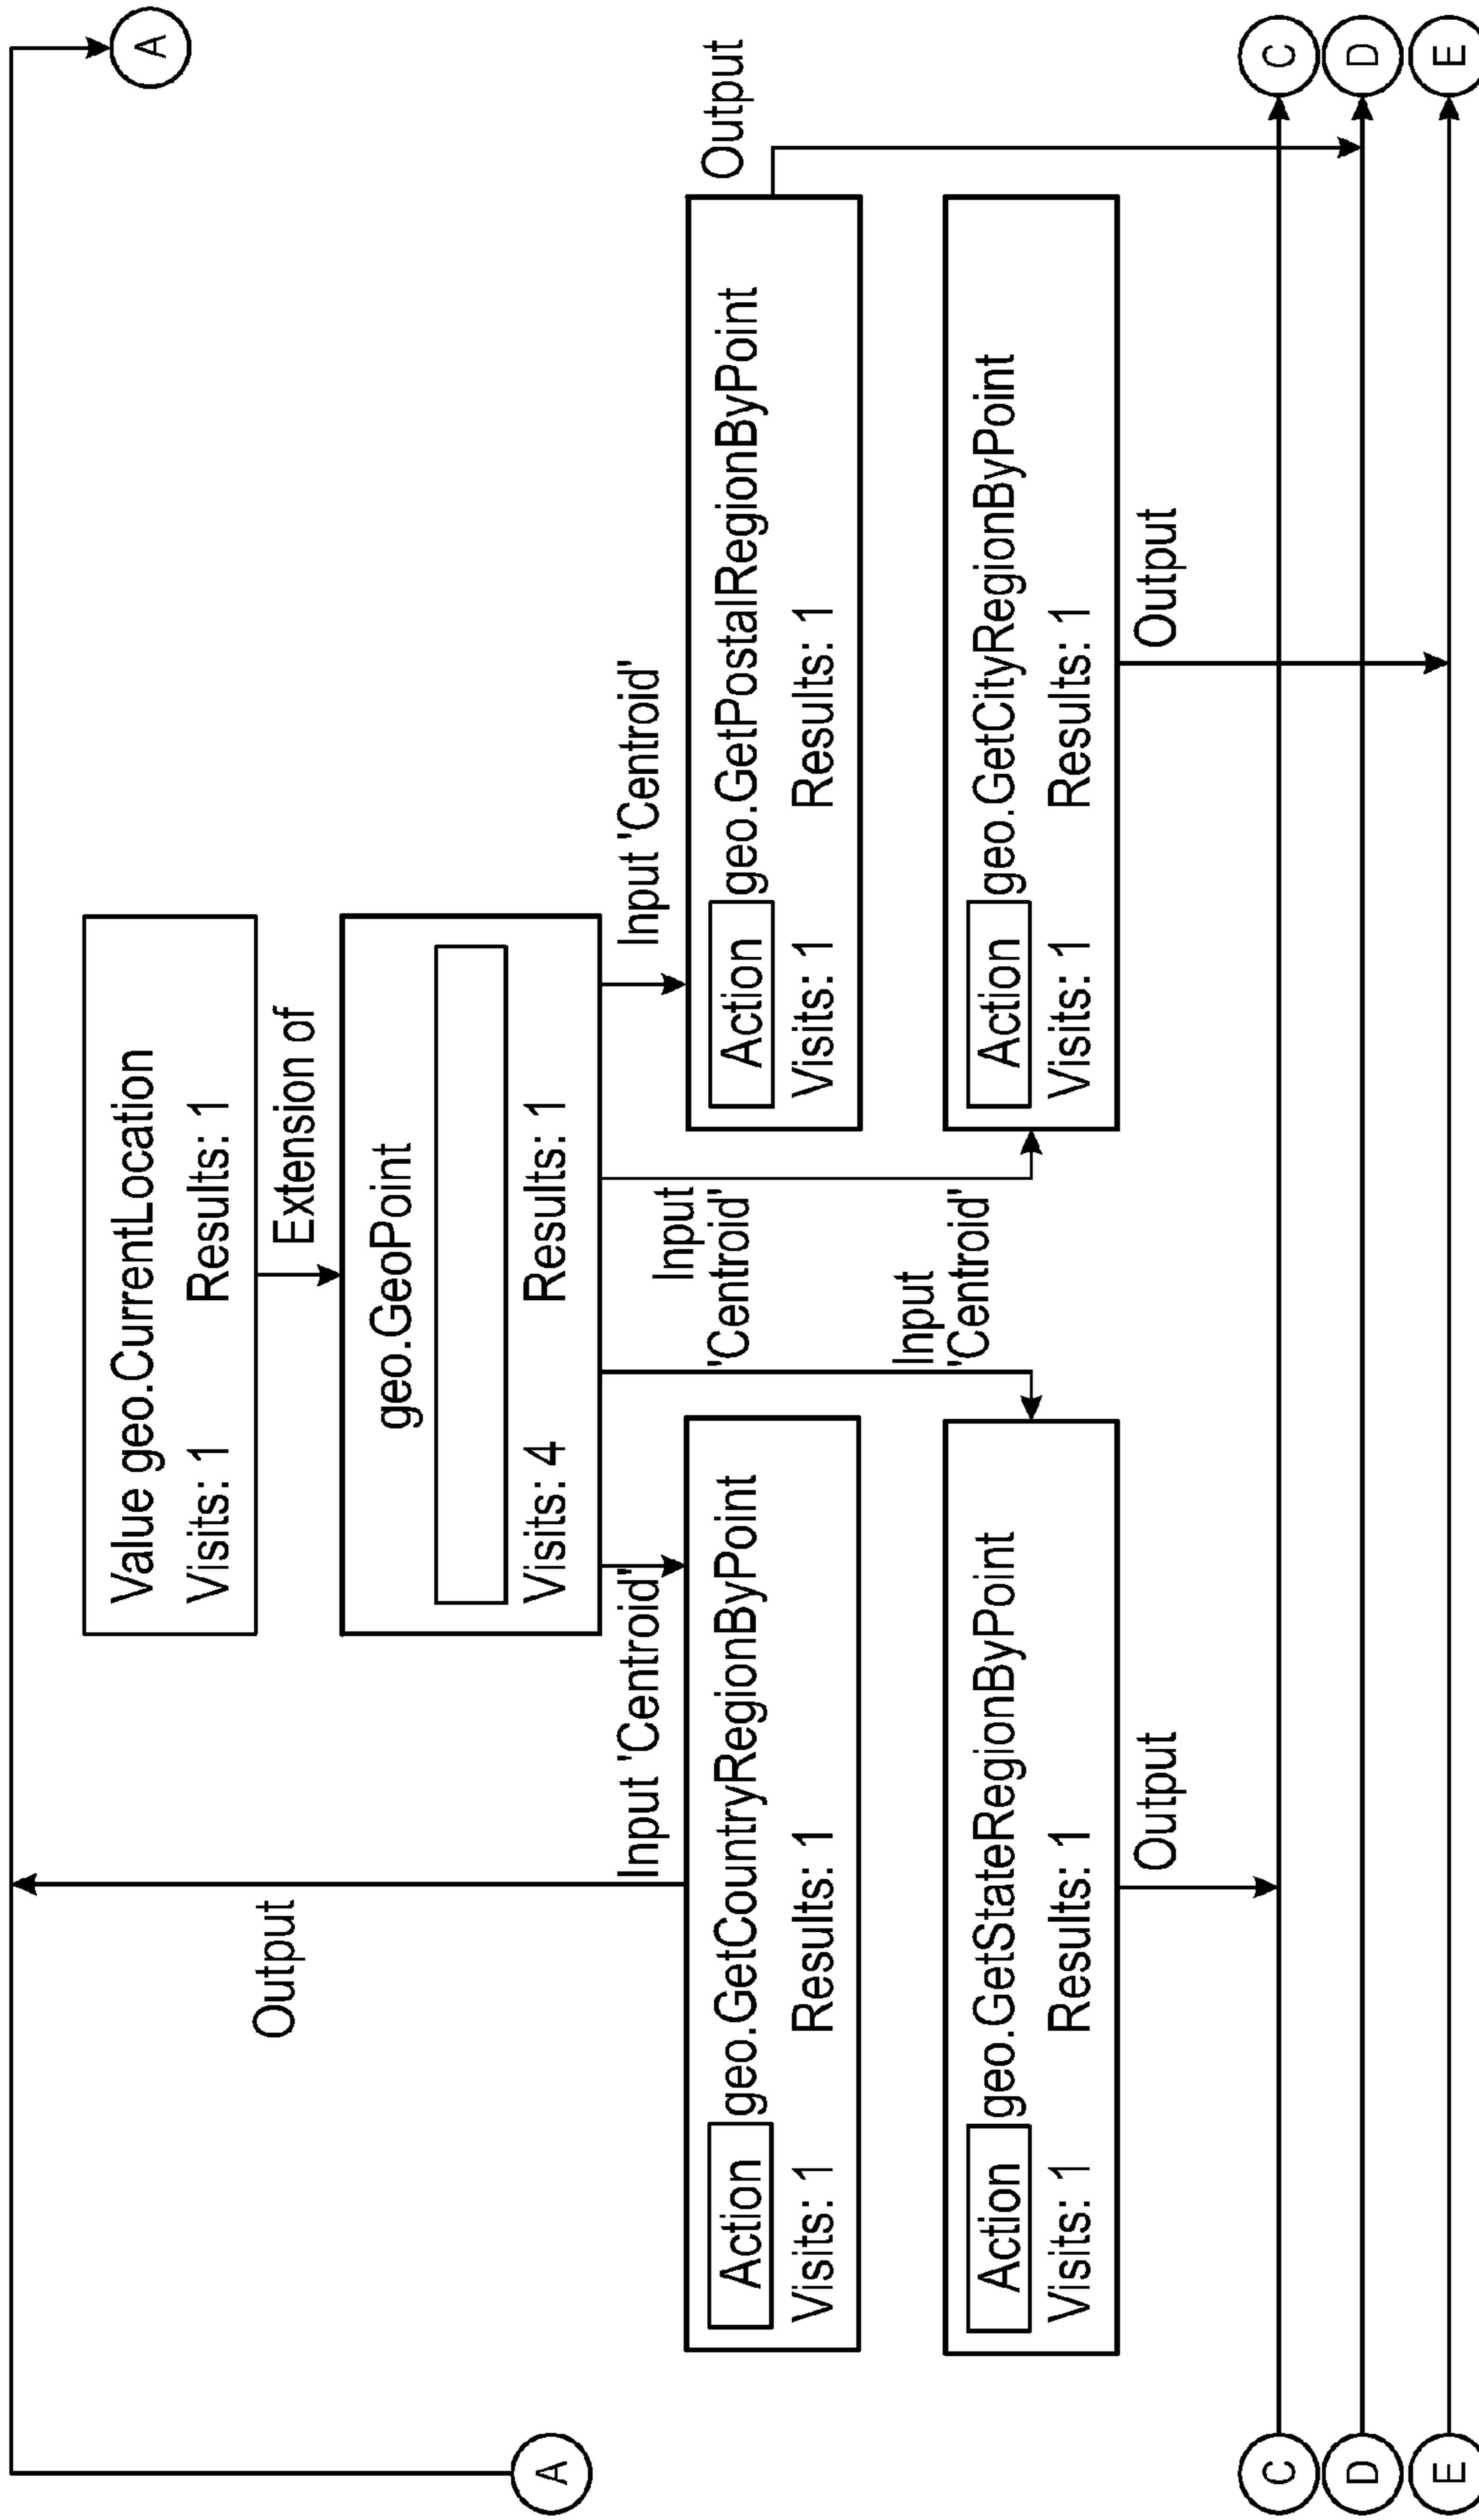 A
Value geo.CurrentLocation
Visits: 1 Results: 1
Output
Extension of
geo.GeoPoint
Visits: 4 Results: 1
A
Input 'Centroid'
Input 'Centroid'
Output
Action geo.GetCountryRegionByPoint
Visits: 1 Results: 1
Input
'Centroid'
Action geo.GetPostalRegionByPoint
Visits: 1 Results: 1
Input
'Centroid'
Action geo.GetStateRegionByPoint
Visits: 1 Results: 1
Action geo.GetCityRegionByPoint
Visits: 1 Results: 1
Output
Output
C
C
D
D
E
E